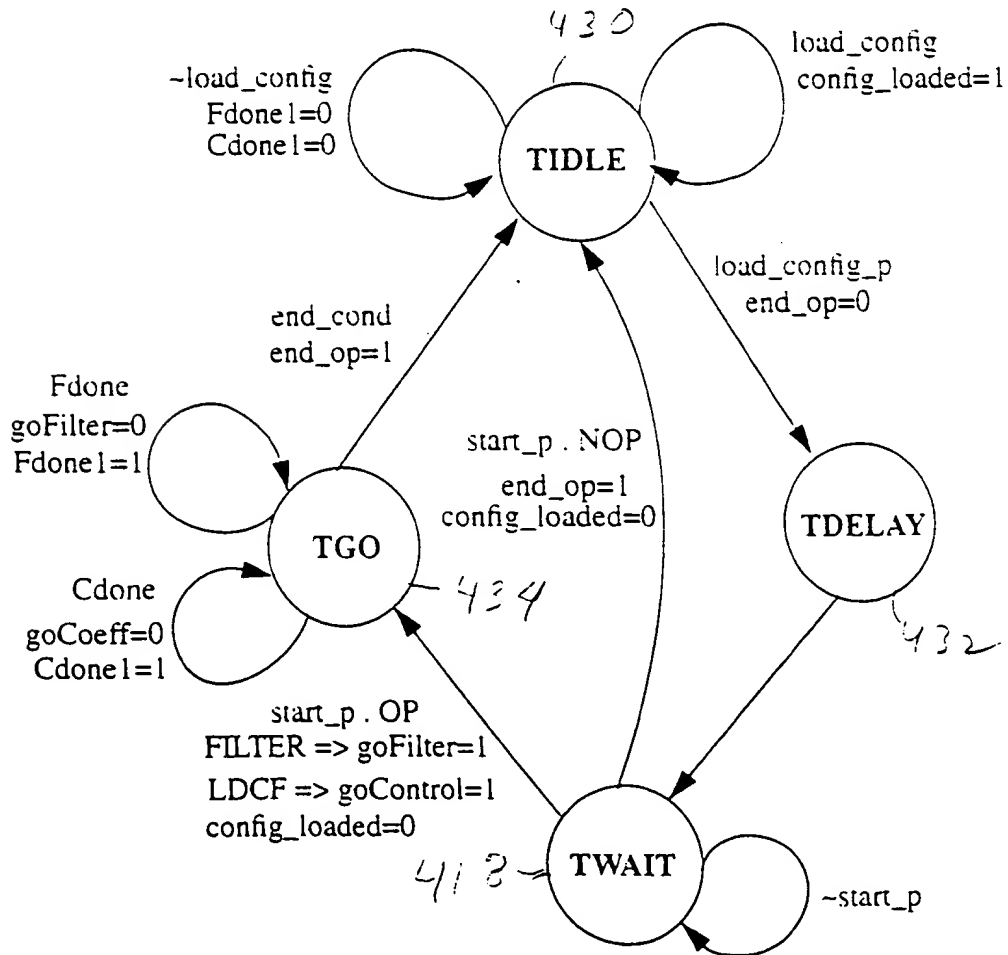 430
~load_config
Fdone1=0
Cdone1=0
load_config
config_loaded=1
TIDLE
load_config_p
end_op=0
end_cond
end_op=1
Fdone
goFilter=0
Fdone1=1
start_p . NOP
end_op=1
config_loaded=0
TDELAY
432
TGO
434
Cdone
goCoeff=0
Cdone1=1
start_p . OP
FILTER => goFilter=1
LDCF => goControl=1
config_loaded=0
418
TWAIT
~start_p